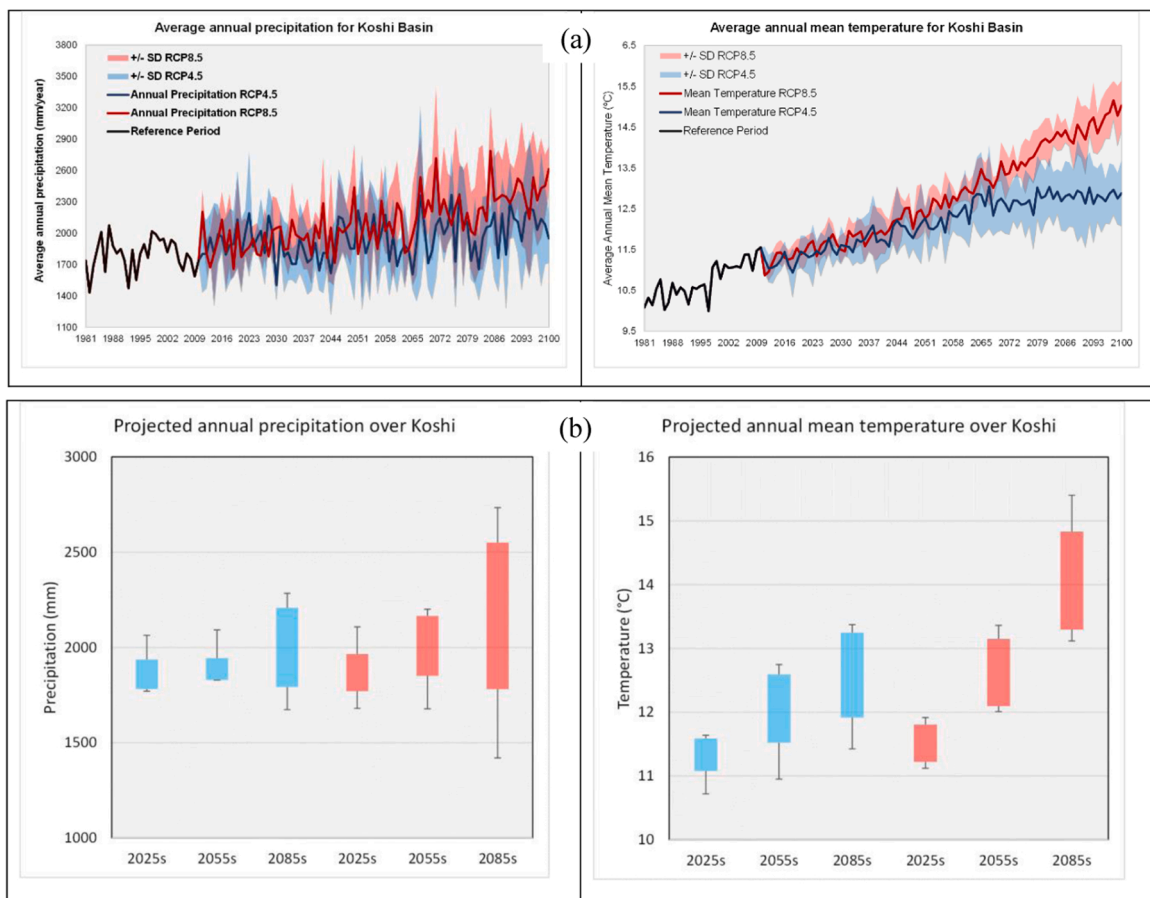 Average annual precipitation for Koshi Basin
(a)
Average annual mean temperature for Koshi Basin
3800
3500
3200
2900
2600
2300
2000
1700
1400
1100
Average annual precipitation (mm/year)
+/- SD RCP8.5
+/- SD RCP4.5
Annual Precipitation RCP4.5
Annual Precipitation RCP8.5
Reference Period
1981 1988 1995 2002 2009 2016 2023 2030 2037 2044 2051 2058 2065 2072 2079 2086 2093 2100
6.5
15.5
14.5
13.5
12.5
11.5
10.5
9.5
Average Annual Mean Temperature (°C)
+/- SD RCP8.5
+/- SD RCP4.5
Mean Temperature RCP8.5
Mean Temperature RCP4.5
Reference Period
1981 1988 1995 2002 2009 2016 2023 2030 2037 2044 2051 2058 2065 2072 2079 2086 2093 2100
Projected annual precipitation over Koshi
(b)
Projected annual mean temperature over Koshi
3000
2500
2000
1500
1000
Precipitation (mm)
2025s 2055s 2085s 2025s 2055s 2085s
16
15
14
13
12
11
10
Temperature (°C)
2025s 2055s 2085s 2025s 2055s 2085s